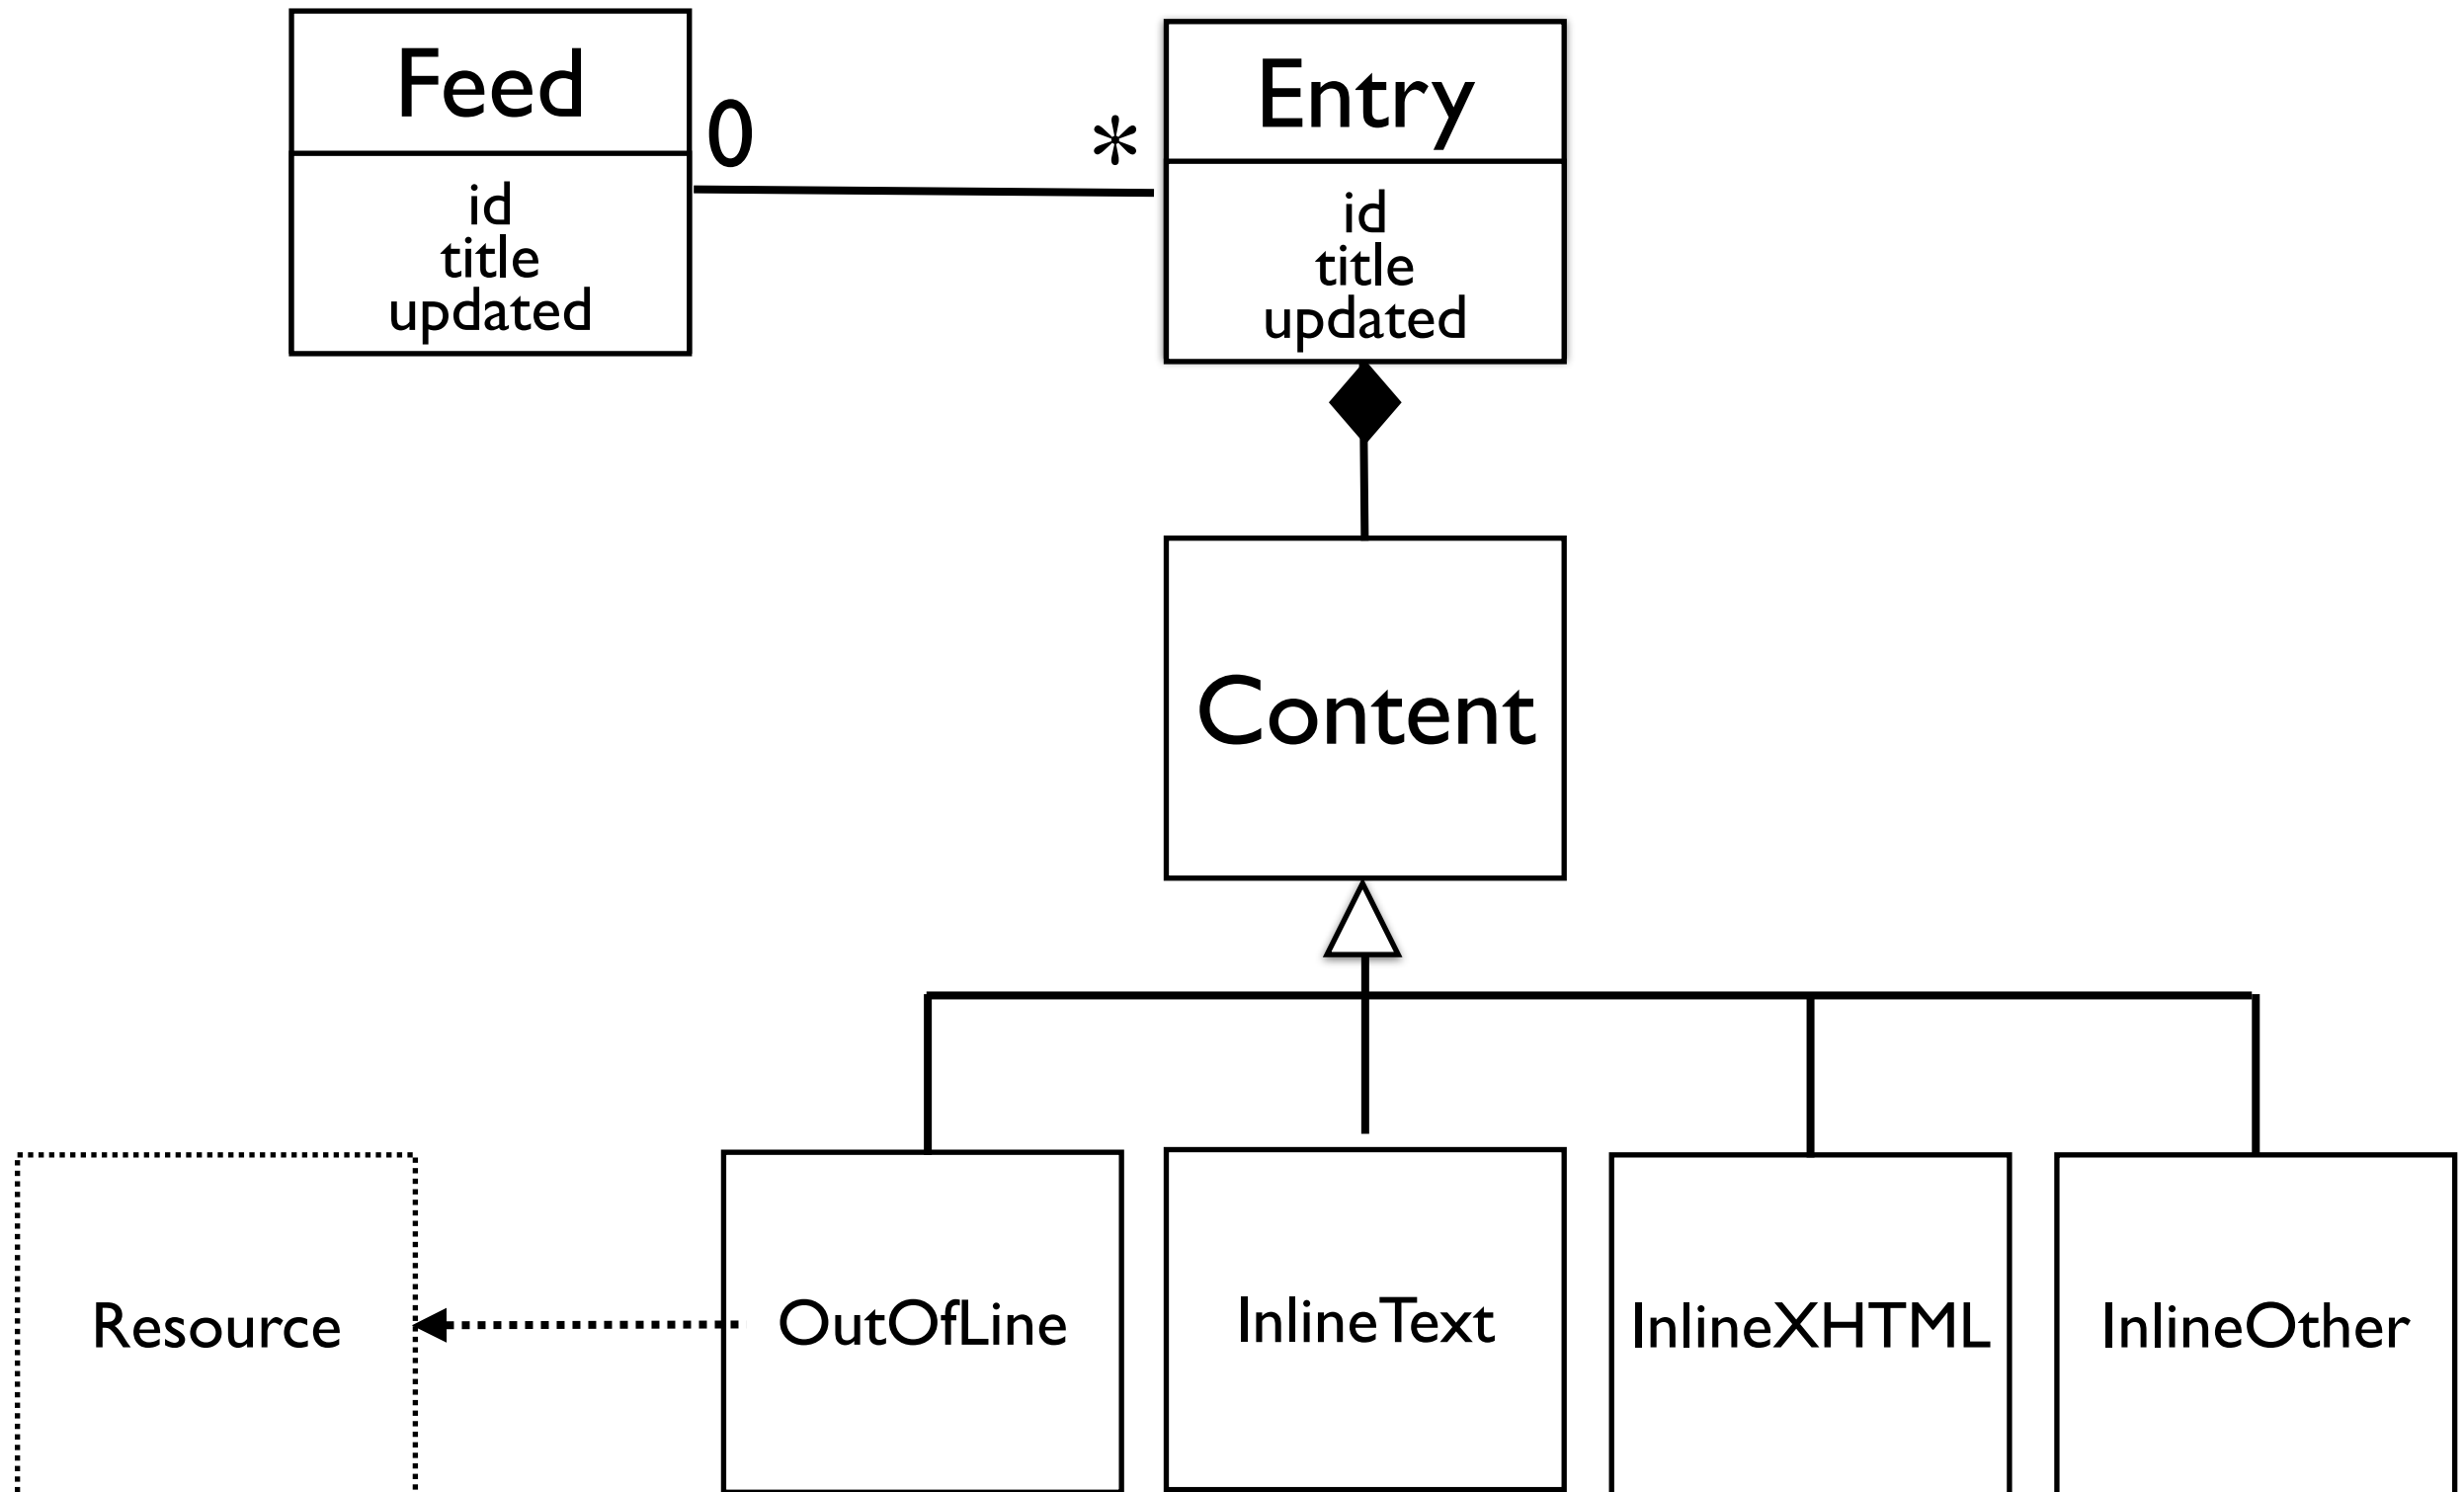 Feed
0
*
Entry
id
title
updated
id
title
updated
Content
Resource
OutOfLine
InlineText
InlineXHTML
InlineOther